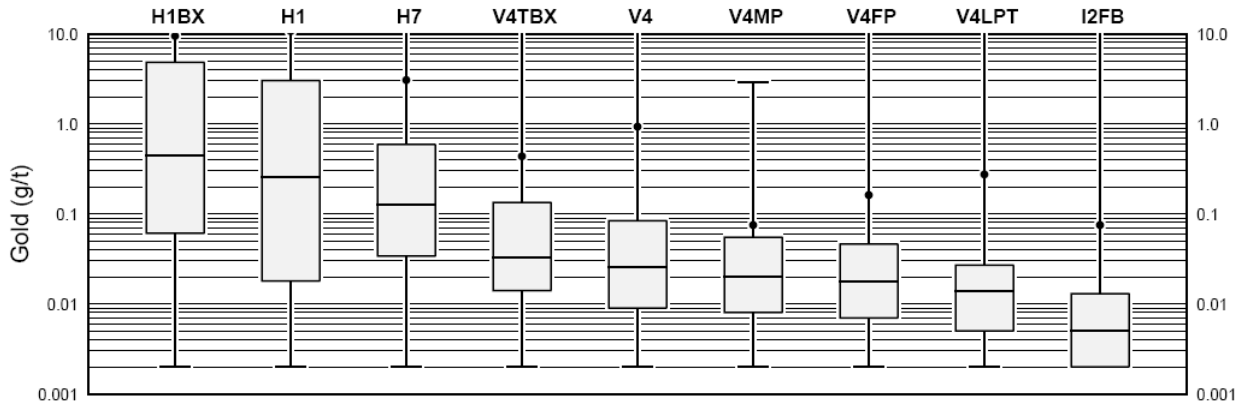 H1BX H1 H7 V4TBX V4 V4MP V4FP V4LPT I2FB
10.0 10.0
1.0 1.0
0.1 0.1
0.01 0.01
0.001 0.001
Gold (g/t)